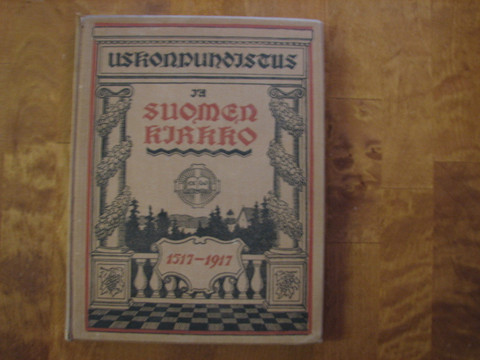 USKONPUHDISTUS
JA
SUOMEN
KIRKKO
1517-1917